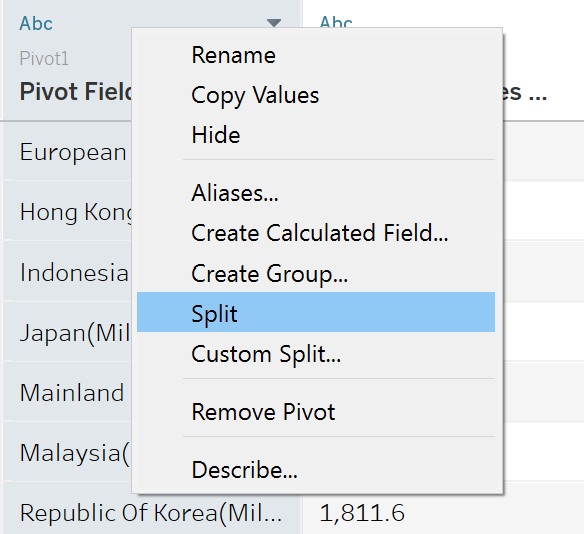 Abc
Abc
Pivot1
Pivot Field
es ...
European
Hong Kong
Indonesia
Japan(Mil
Mainland
Malaysia(
Republic Of Korea(Mil...
1,811.6
Rename
Copy Values
Hide
Aliases...
Create Calculated Field...
Create Group...
Split
Custom Split...
Remove Pivot
Describe...